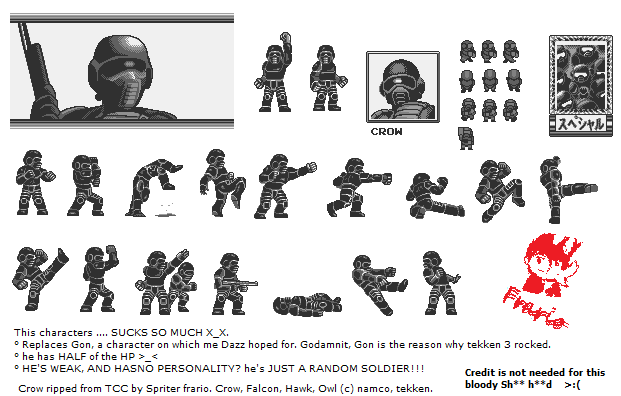 CROW
スペシャル
Frario
This characters .... SUCKS SO MUCH X_X.
° Replaces Gon, a character on which me Dazz hoped for. Godamnit, Gon is the reason why tekken 3 rocked.
° he has HALF of the HP >_<
° HE'S WEAK, AND HASNO PERSONALITY? he's JUST A RANDOM SOLDIER!!!
Crow ripped from TCC by Spriter frario. Crow, Falcon, Hawk, Owl (c) namco, tekken.
Credit is not needed for this
bloody Sh** h**d    >:(